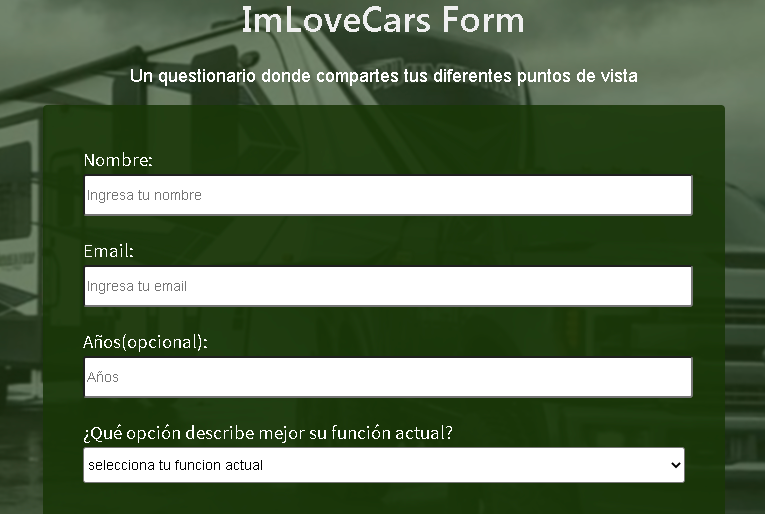 ImLoveCars Form
Un questionario donde compartes tus diferentes puntos de vista
Nombre:
Ingresa tu nombre
Email:
Ingresa tu email
Años(opcional):
Años
¿Qué opción describe mejor su función actual?
selecciona tu funcion actual